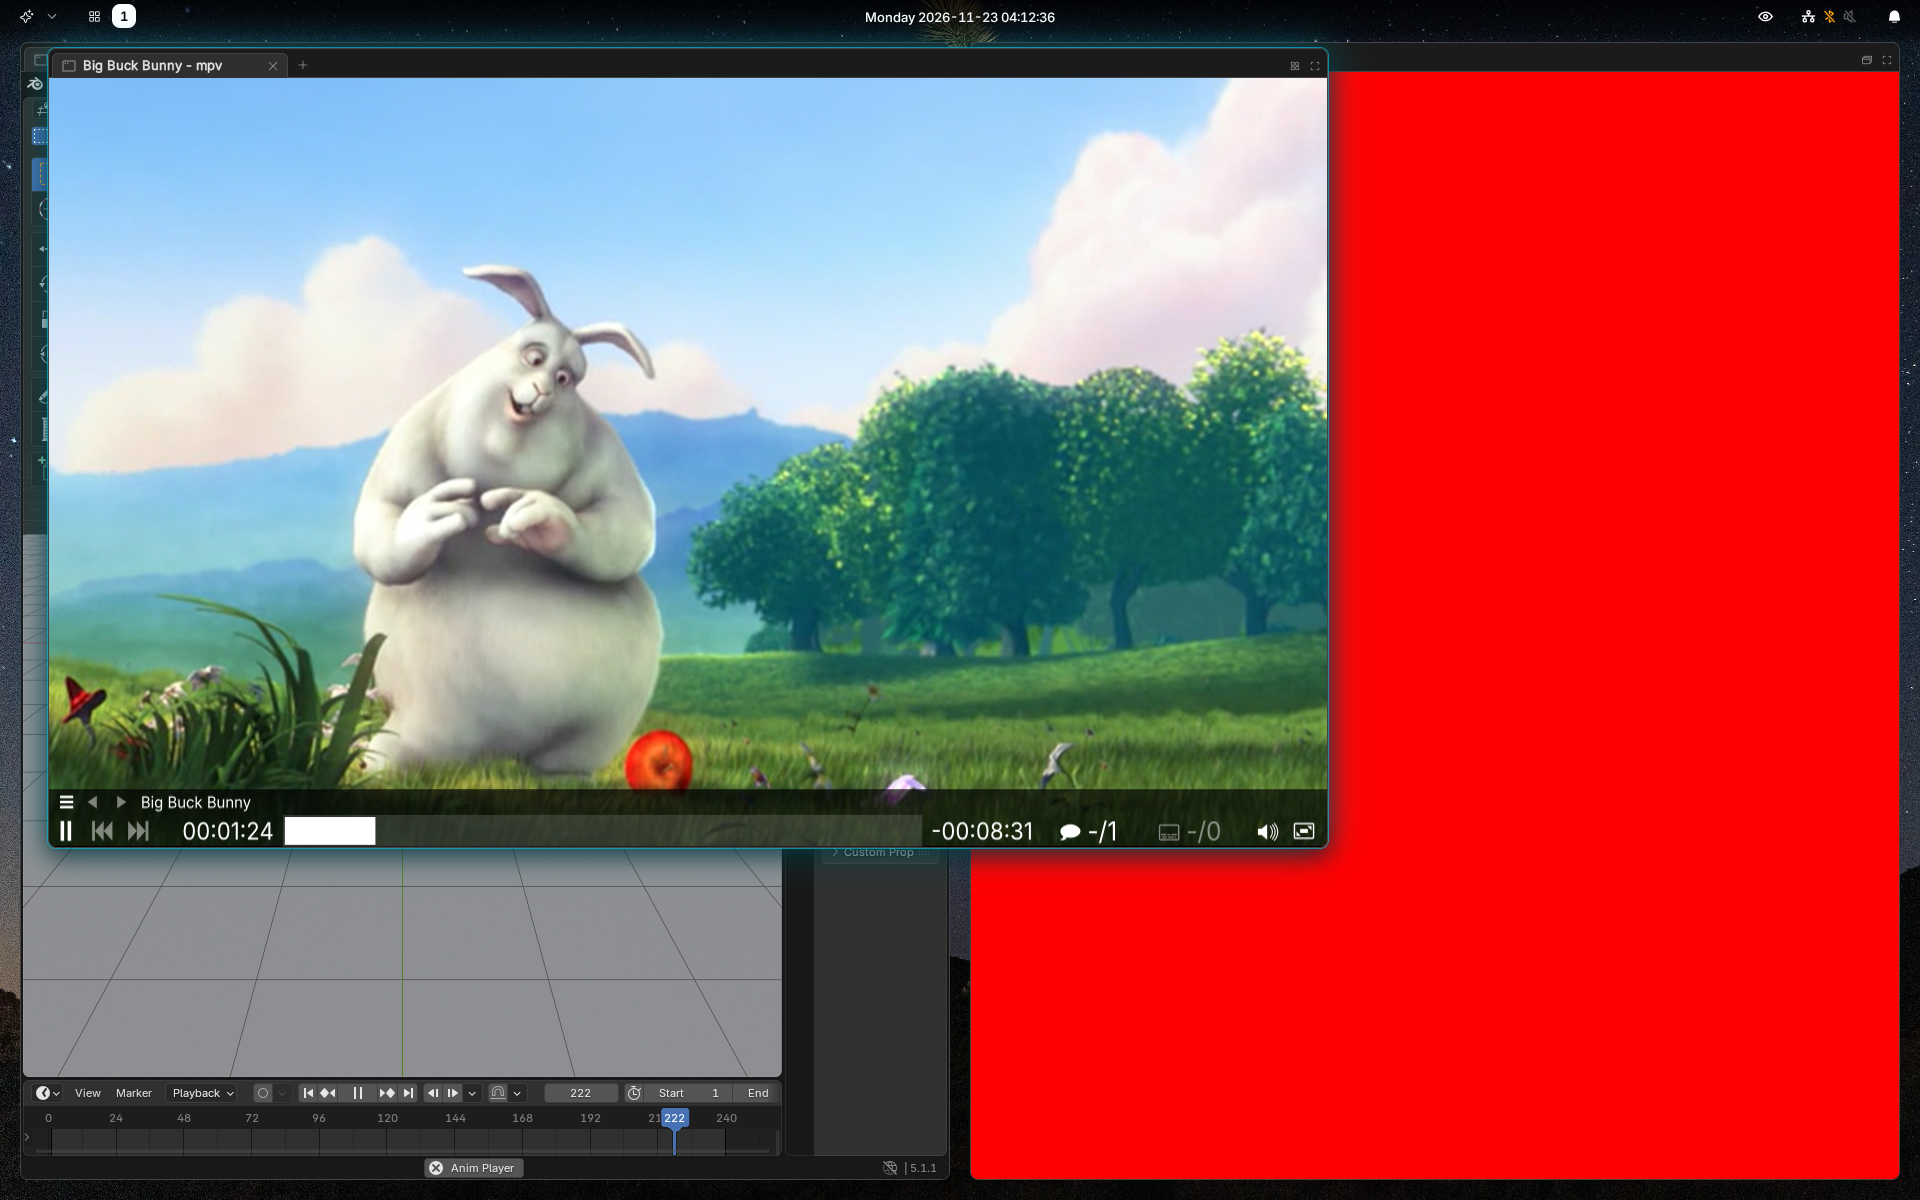 1
Monday 2026-11-23 04:12:36
Big Buck Bunny - mpv
Big Buck Bunny
00:01:24
-00:08:31
-/1
-/0
Custom Prop
View
Marker
Playback
222
Start 1
End
0 24 48 72 96 120 144 168 192 21 222 240
Anim Player
5.1.1